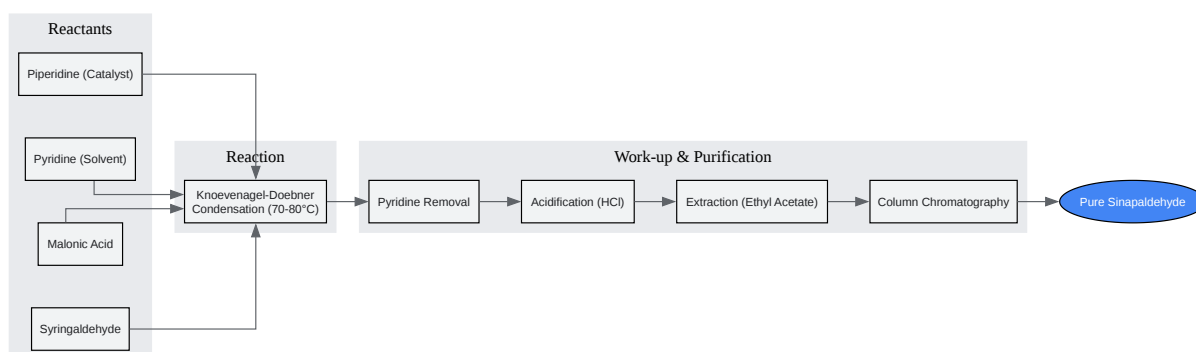 Reactants
Piperidine (Catalyst)
Pyridine (Solvent)
Malonic Acid
Syringaldehyde
Reaction
Knoevenagel-Doebner
Condensation (70-80°C)
Work-up & Purification
Pyridine Removal
Acidification (HCl)
Extraction (Ethyl Acetate)
Column Chromatography
Pure Sinapaldehyde